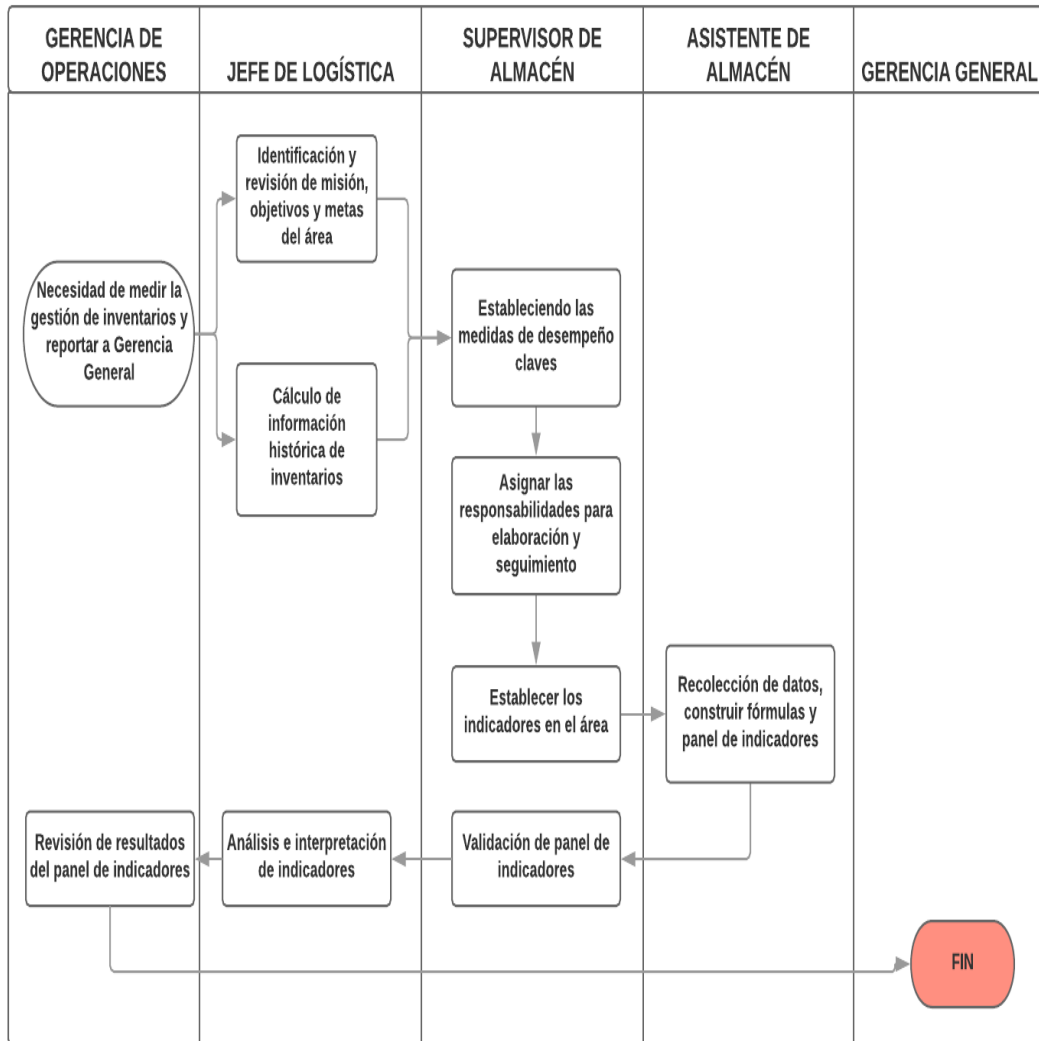 GERENCIA DE
OPERACIONES
JEFE DE LOGÍSTICA
SUPERVISOR DE
ALMACÉN
ASISTENTE DE
ALMACÉN
GERENCIA GENERAL
Identificación y
revisión de misión,
objetivos y metas
del área
Necesidad de medir la
gestión de inventarios y
reportar a Gerencia
General
Cálculo de
información
histórica de
inventarios
Estableciendo las
medidas de desempeño
claves
Asignar las
responsabilidades para
elaboración y
seguimiento
Establecer los
indicadores en el área
Recolección de datos,
construir fórmulas y
panel de indicadores
Validación de panel de
indicadores
Análisis e interpretación
de indicadores
Revisión de resultados
del panel de indicadores
FIN